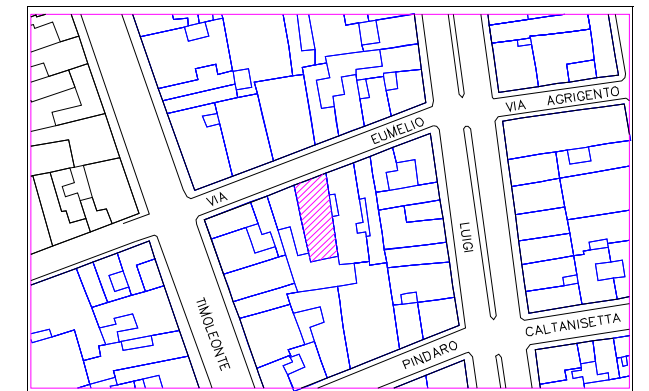 VIA AGRIGENTO
VIA EUMELIO
LUIGI
TIMOLEONTE
CALTANISETTA
PINDARO